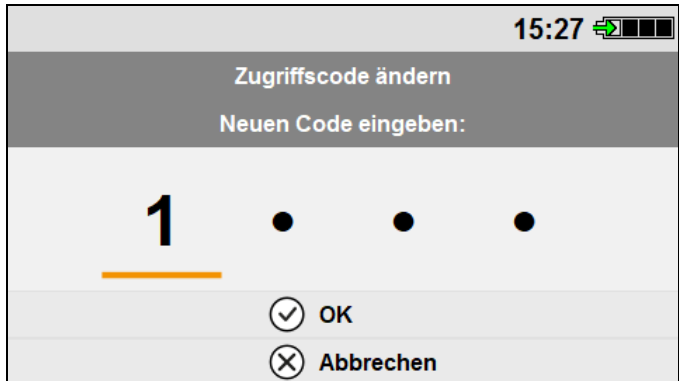 15:27
Zugriffscode ändern
Neuen Code eingeben:
1 • • •
OK
Abbrechen